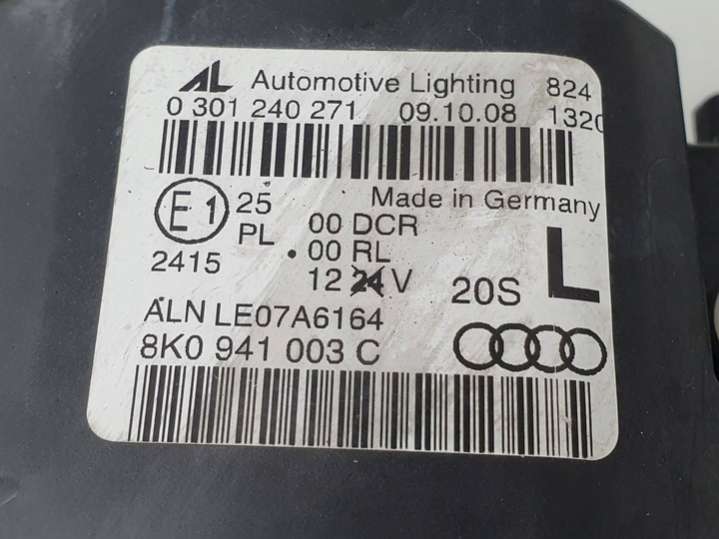 AL Automotive Lighting 824
0 301 240 271 09.10.08 1320
E1 25 Made in Germany
PL 00 DCR
2415 .00 RL
12 24 V 20S L
ALN LE07A6164
8K0 941 003 C